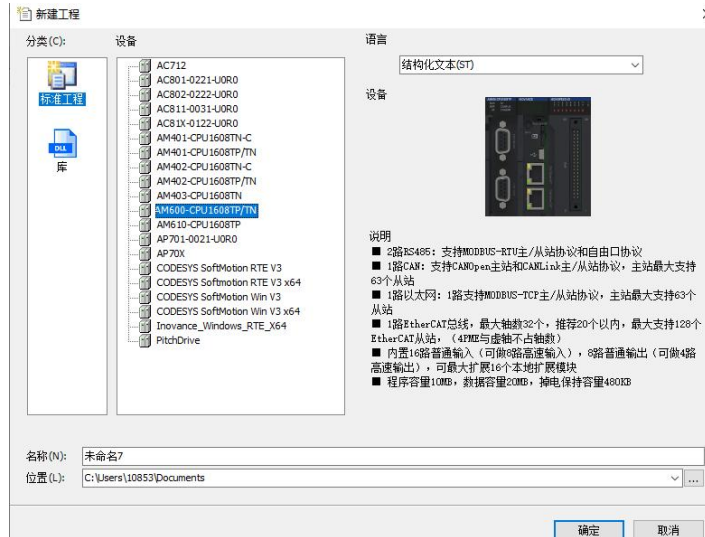 新建工程
分类(C):
标准工程
库
设备
AC712
AC801-0221-U0R0
AC802-0222-U0R0
AC811-0031-U0R0
AC81X-0122-U0R0
AM401-CPU1608TN-C
AM401-CPU1608TP/TN
AM402-CPU1608TN-C
AM402-CPU1608TP/TN
AM403-CPU1608TN
AM600-CPU1608TP/TN
AM610-CPU1608TP
AP701-0021-U0R0
AP70X
CODESYS SoftMotion RTE V3
CODESYS SoftMotion RTE V3 x64
CODESYS SoftMotion Win V3
CODESYS SoftMotion Win V3 x64
Inovance_Windows_RTE_X64
PitchDrive
语言
结构化文本(ST)
设备
说明
■ 2路RS485：支持MODBUS-RTU主/从站协议和自由口协议
■ 1路CAN：支持CANOpen主站和CANLink主/从站协议，主站最大支持
63个从站
■ 1路以太网：1路支持MODBUS-TCP主/从站协议，主站最大支持63个
从站
■ 1路EtherCAT总线，最大轴数32个，推荐20个以内，最大支持128个
EtherCAT从站，（4PME与虚轴不占轴数）
■ 内置16路普通输入（可做8路高速输入），8路普通输出（可做4路
高速输出），可最大扩展16个本地扩展模块
■ 程序容量10MB，数据容量20MB，掉电保持容量480KB
名称(N):
未命名7
位置(L):
C:\Users\10853\Documents
...
确定
取消